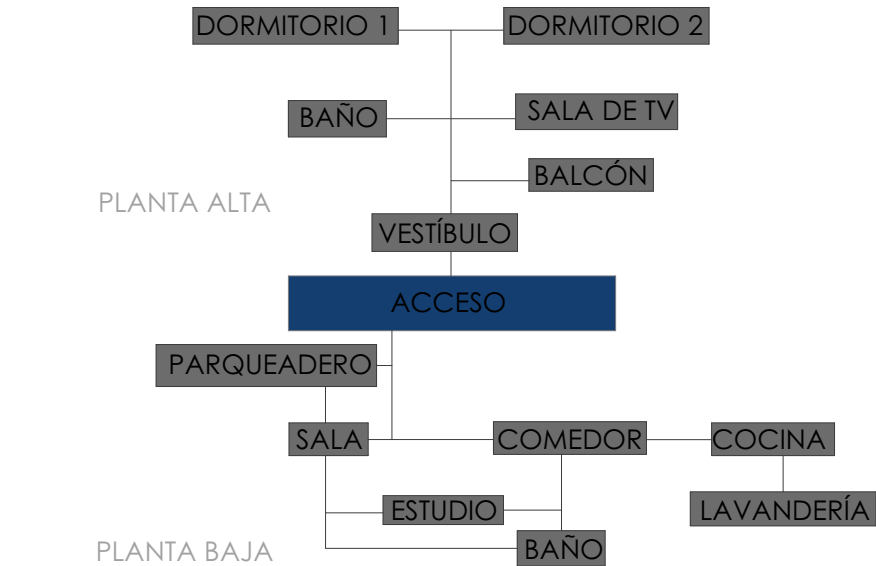 DORMITORIO 1
DORMITORIO 2
BAÑO
SALA DE TV
BALCÓN
PLANTA ALTA
VESTÍBULO
ACCESO
PARQUEADERO
SALA
COMEDOR
COCINA
ESTUDIO
LAVANDERÍA
PLANTA BAJA
BAÑO